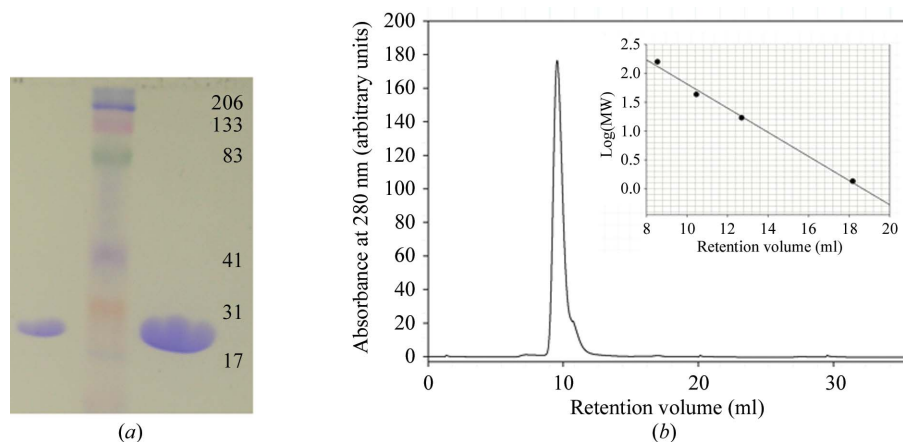 206
133
83
41
31
17
(a)
Absorbance at 280 nm (arbitrary units)
200
180
160
140
120
100
80
60
40
20
0
0 10 20 30
Retention volume (ml)
Log(MW)
2.5
2.0
1.5
1.0
0.5
0.0
8 10 12 14 16 18 20
Retention volume (ml)
(b)